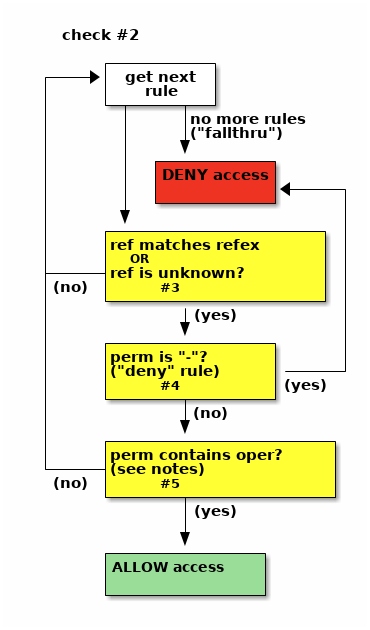 check #2
get next
rule
no more rules
("fallthru")
DENY access
ref matches refex
OR
ref is unknown?
#3
(no)
(yes)
perm is "-"?
("deny" rule)
#4
(yes)
(no)
perm contains oper?
(see notes)
#5
(no)
(yes)
ALLOW access